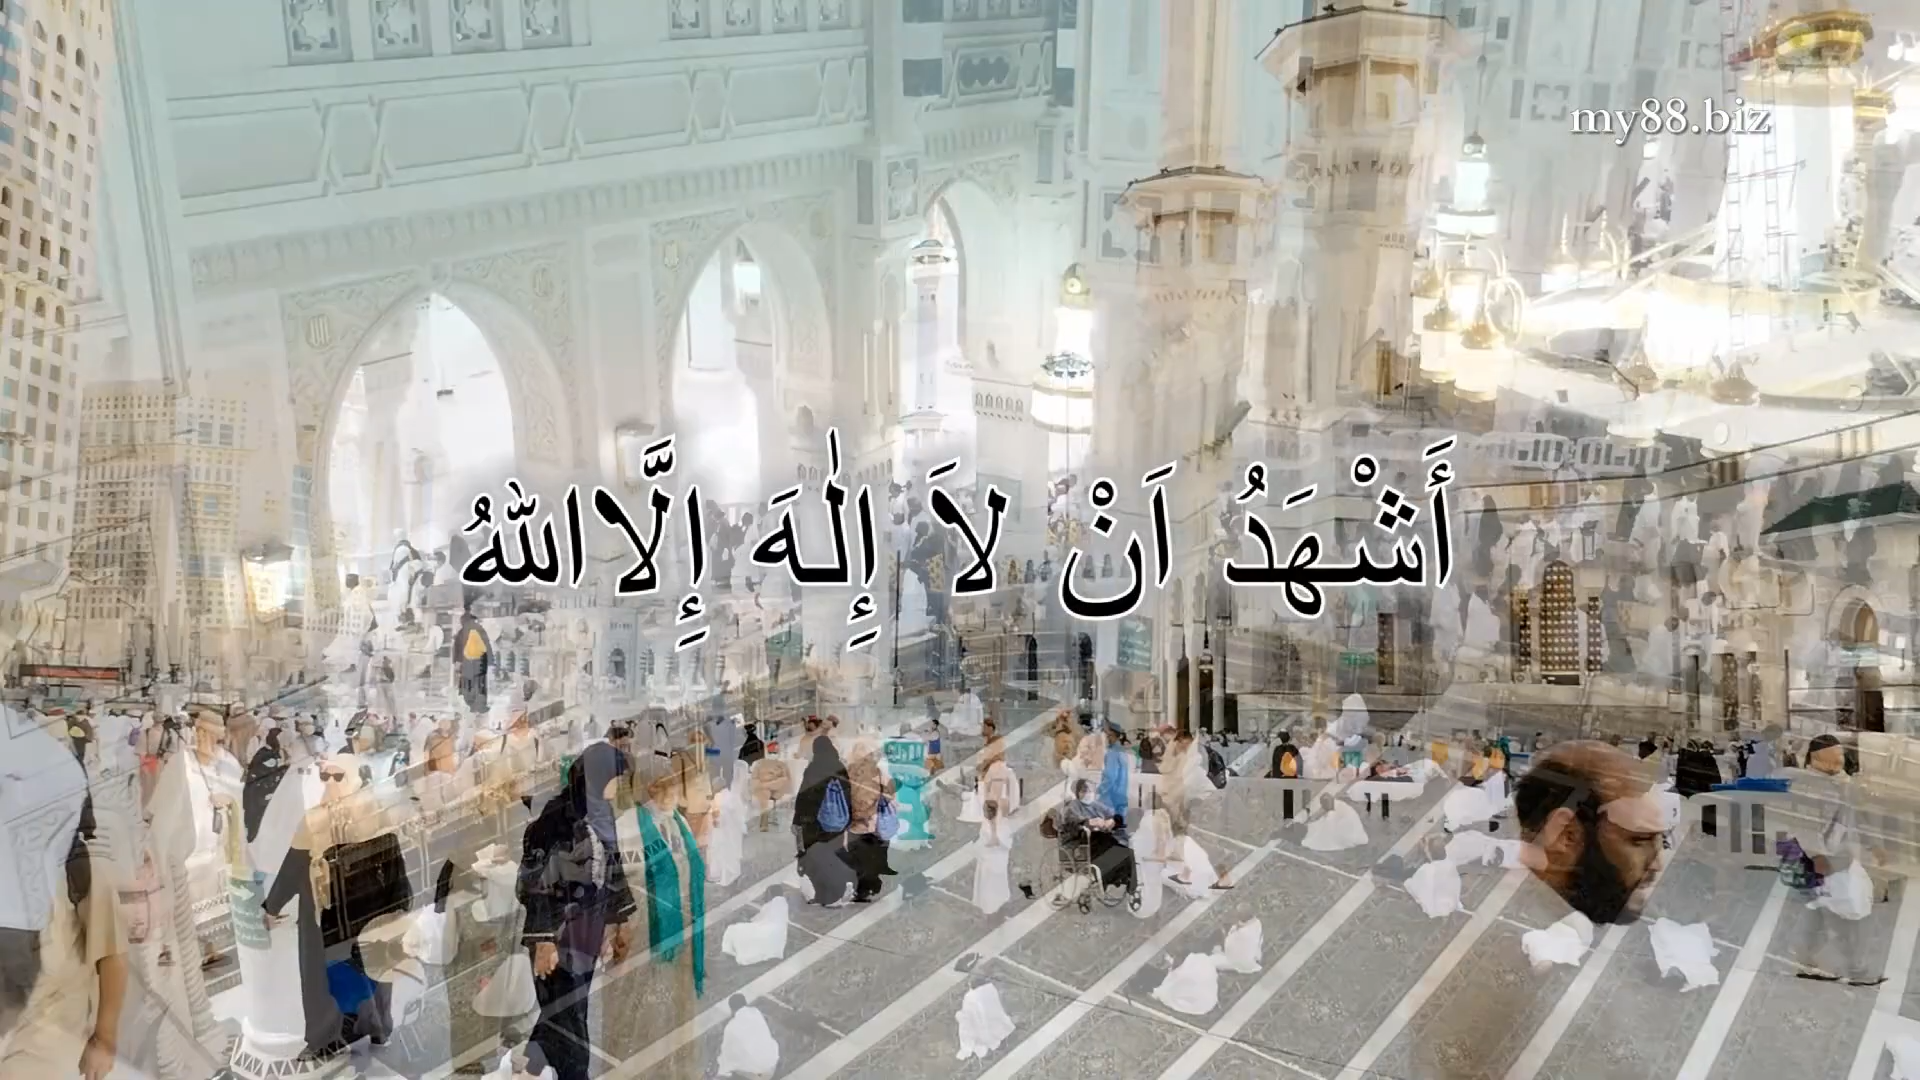 my88.biz
أَشْهَدُ اَنْ لاَ إِلٰهَ إِلَّااللهُ